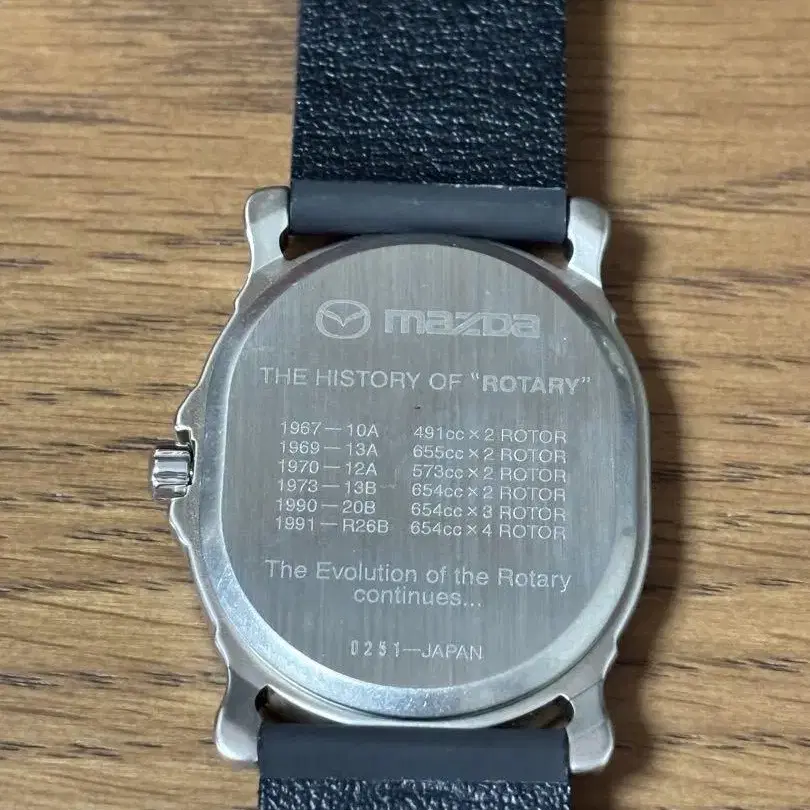 mazda
THE HISTORY OF "ROTARY"
1967—10A 491cc×2 ROTOR
1969—13A 655cc×2 ROTOR
1970—12A 573cc×2 ROTOR
1973—13B 654cc×2 ROTOR
1990—20B 654cc×3 ROTOR
1991—R26B 654cc×4 ROTOR
The Evolution of the Rotary
continues...
0251—JAPAN